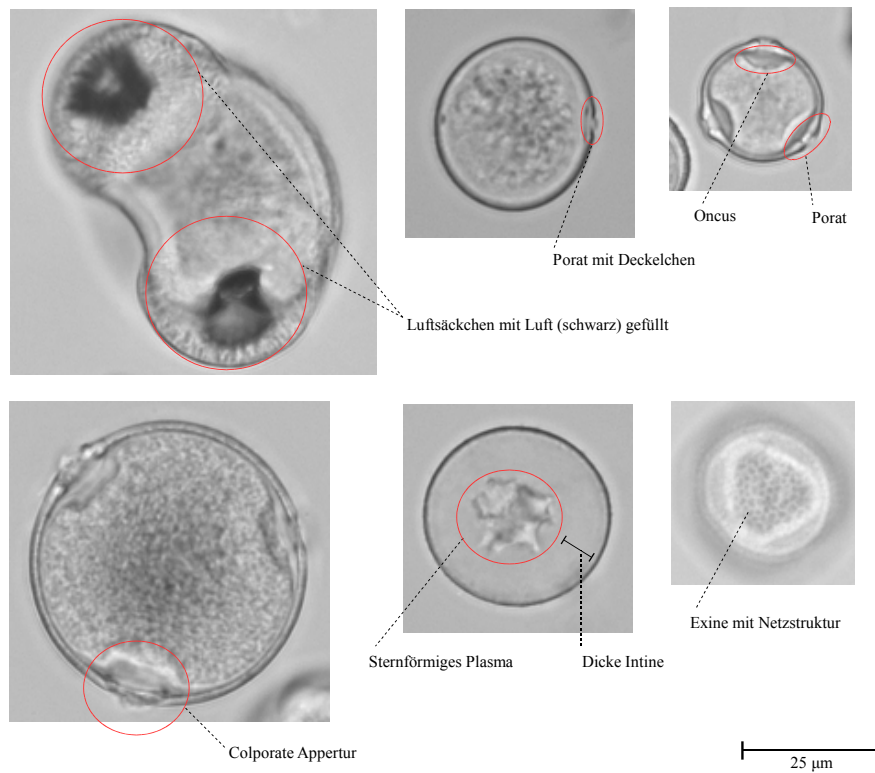 Oncus
Porat
Porat mit Deckelchen
Luftsäckchen mit Luft (schwarz) gefüllt
Exine mit Netzstruktur
Sternförmiges Plasma
Dicke Intine
Colporate Appertur
25 μm